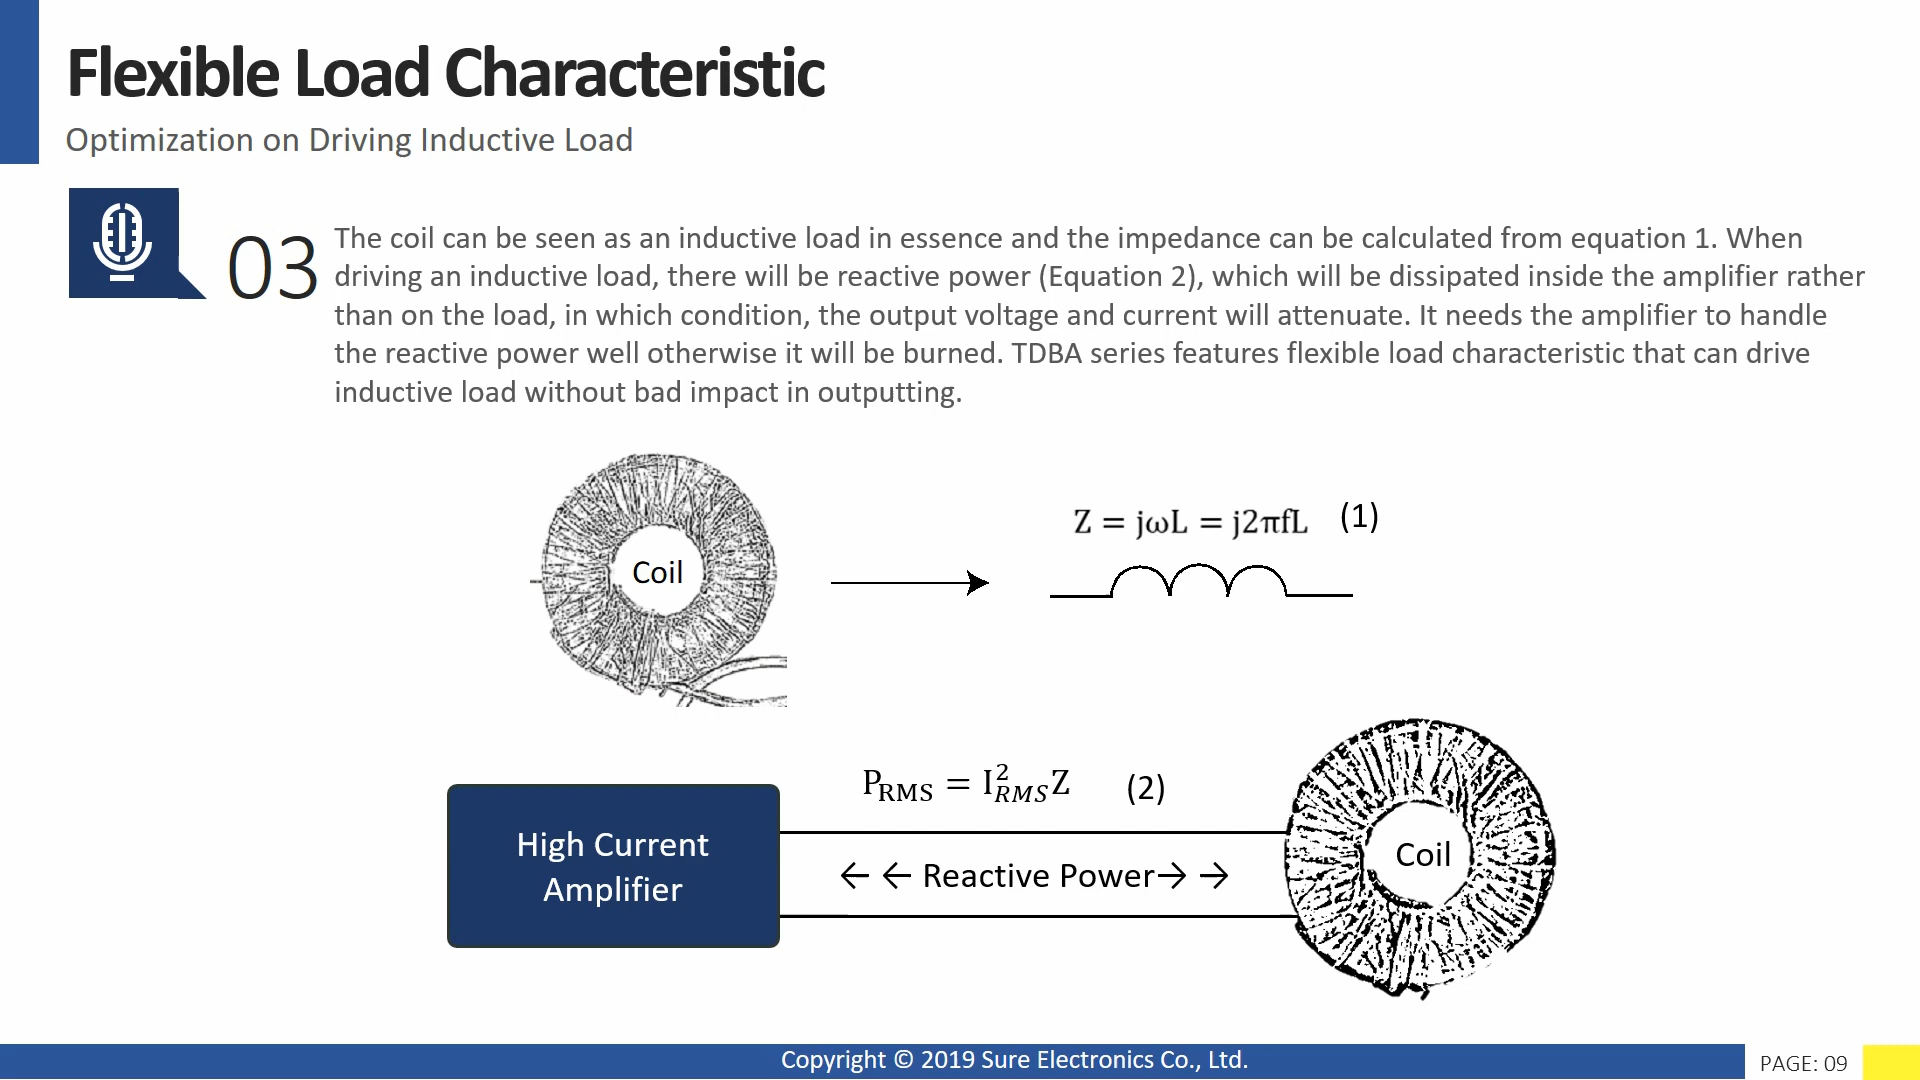 Flexible Load Characteristic
Optimization on Driving Inductive Load
03
The coil can be seen as an inductive load in essence and the impedance can be calculated from equation 1. When
driving an inductive load, there will be reactive power (Equation 2), which will be dissipated inside the amplifier rather
than on the load, in which condition, the output voltage and current will attenuate. It needs the amplifier to handle
the reactive power well otherwise it will be burned. TDBA series features flexible load characteristic that can drive
inductive load without bad impact in outputting.
Coil
Z = jωL = j2πfL (1)
P_RMS = I²_RMS Z (2)
High Current
Amplifier
← ← Reactive Power→ →
Coil
Copyright © 2019 Sure Electronics Co., Ltd.
PAGE: 09